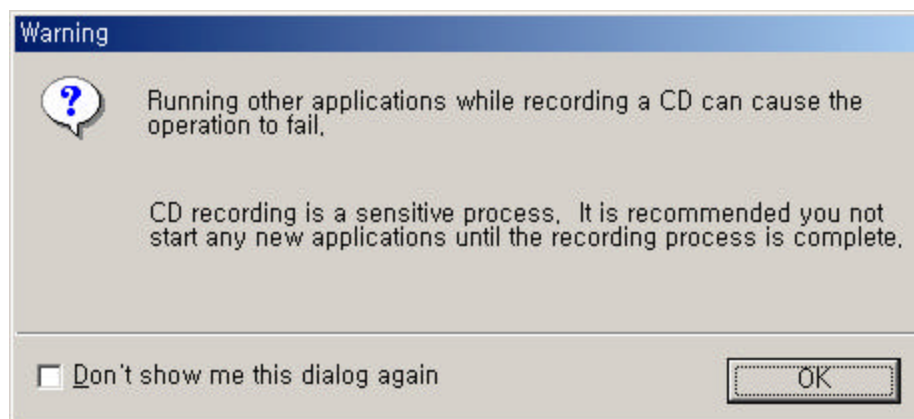 Warning
Running other applications while recording a CD can cause the
operation to fail.
CD recording is a sensitive process.  It is recommended you not
start any new applications until the recording process is complete.
Don't show me this dialog again
OK